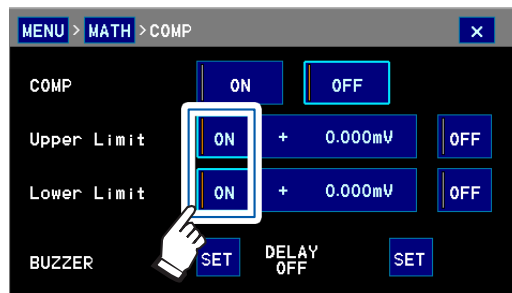 MENU > MATH > COMP ×
COMP ON OFF
Upper Limit ON + 0.000mV OFF
Lower Limit ON + 0.000mV OFF
BUZZER SET DELAY OFF SET